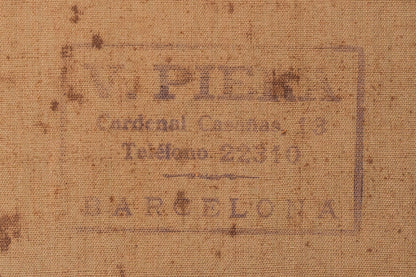 V. PIERA
Cardenal Casañas, 13
Teléfono 22310
BARCELONA